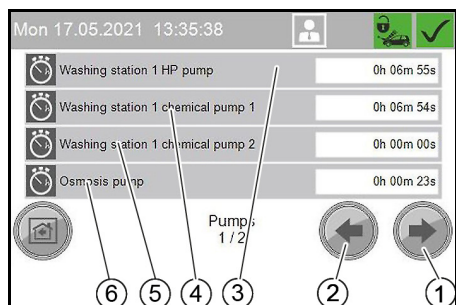 Mon 17.05.2021 13:35:38
Washing station 1 HP pump 0h 06m 55s
Washing station 1 chemical pump 1 0h 06m 54s
Washing station 1 chemical pump 2 0h 00m 00s
Osmosis pump 0h 00m 23s
Pumps
1 / 2
6 5 4 3 2 1